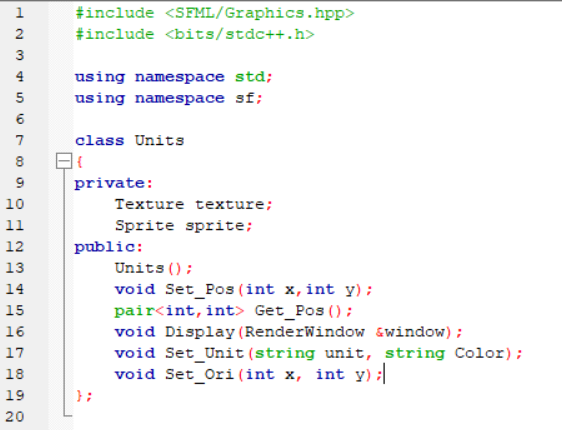 1 #include <SFML/Graphics.hpp>
2 #include <bits/stdc++.h>
3
4 using namespace std;
5 using namespace sf;
6
7 class Units
8 {
9 private:
10     Texture texture;
11     Sprite sprite;
12 public:
13     Units();
14     void Set_Pos(int x,int y);
15     pair<int,int> Get_Pos();
16     void Display(RenderWindow &window);
17     void Set_Unit(string unit, string Color);
18     void Set_Ori(int x, int y);
19 };
20